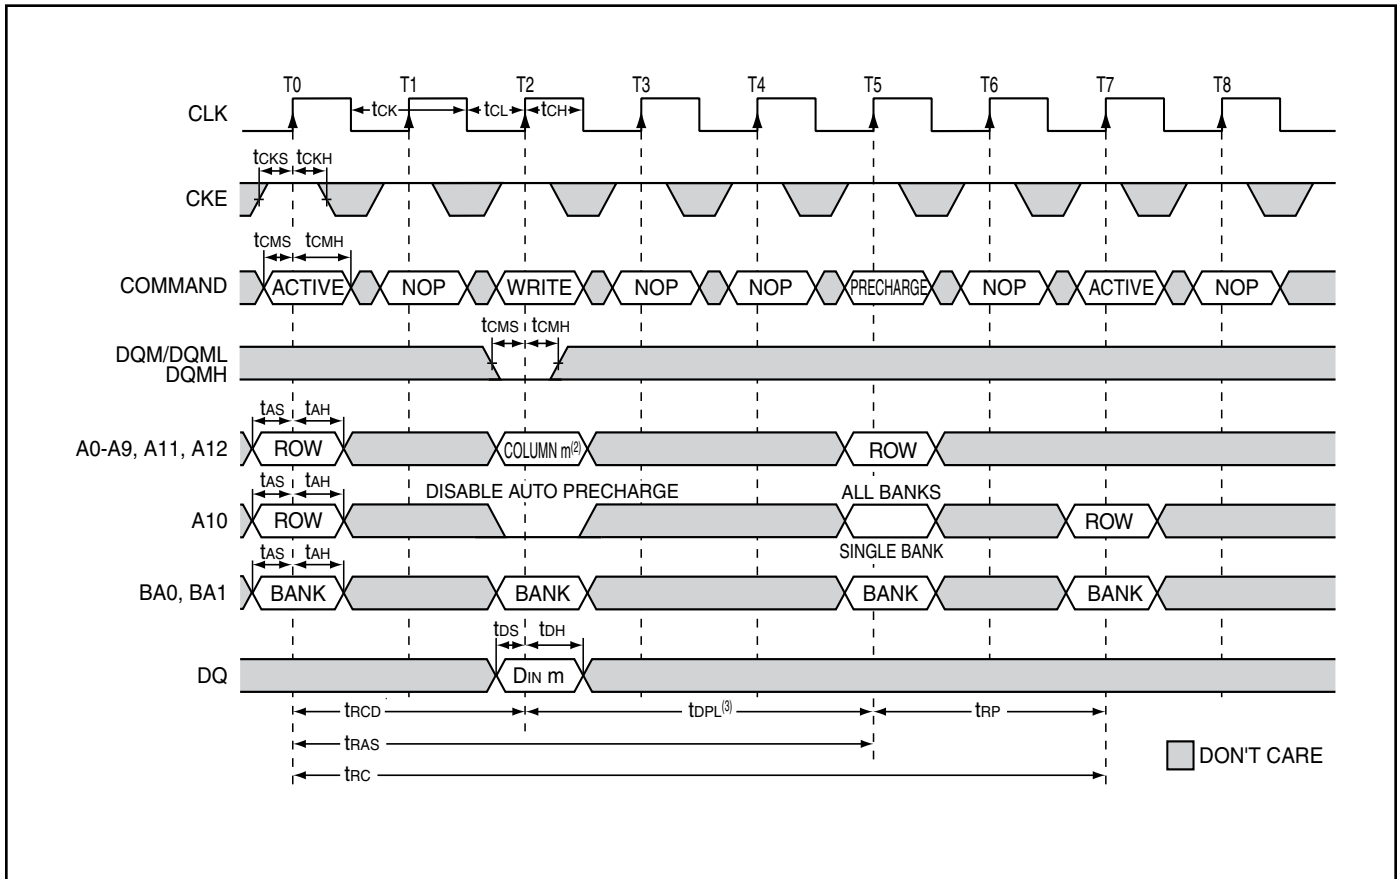 T0 T1 T2 T3 T4 T5 T6 T7 T8
CLK tCK tCL tCH
tCKS tCKH
CKE
tCMS tCMH
COMMAND ACTIVE NOP WRITE NOP NOP PRECHARGE NOP ACTIVE NOP
tCMS tCMH
DQM/DQML
DQMH
tAS tAH
A0-A9, A11, A12 ROW COLUMN m(2) ROW
tAS tAH DISABLE AUTO PRECHARGE ALL BANKS
A10 ROW ROW
tAS tAH SINGLE BANK
BA0, BA1 BANK BANK BANK BANK
tDS tDH
DQ DIN m
tRCD tDPL(3) tRP
tRAS
tRC
DON'T CARE